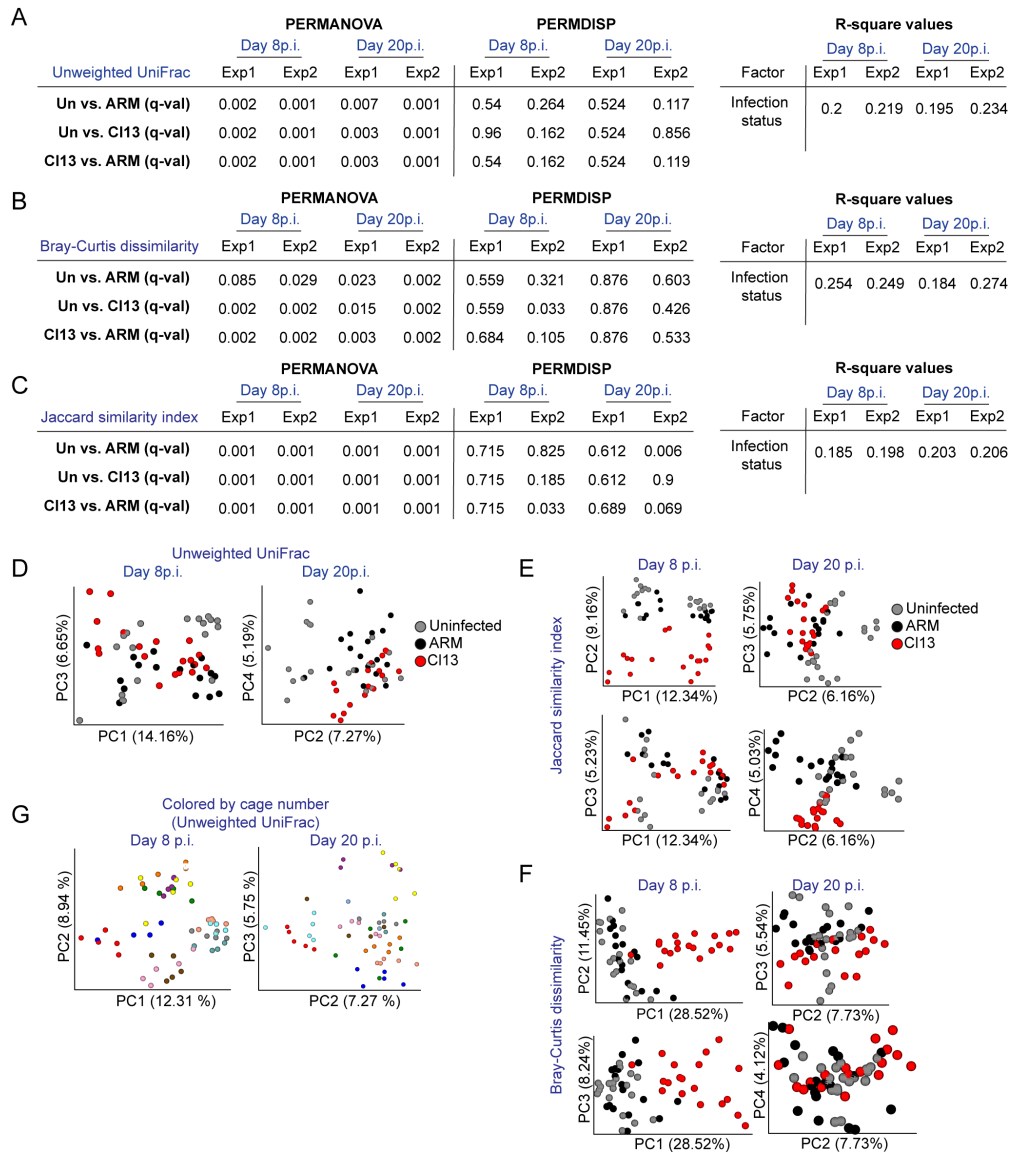 A
PERMANOVA PERMDISP R-square values
Day 8p.i. Day 20p.i. Day 8p.i. Day 20p.i. Day 8p.i. Day 20p.i.
Unweighted UniFrac Exp1 Exp2 Exp1 Exp2 Exp1 Exp2 Exp1 Exp2 Factor Exp1 Exp2 Exp1 Exp2
Un vs. ARM (q-val) 0.002 0.001 0.007 0.001 0.54 0.264 0.524 0.117 Infection status 0.2 0.219 0.195 0.234
Un vs. Cl13 (q-val) 0.002 0.001 0.003 0.001 0.96 0.162 0.524 0.856
Cl13 vs. ARM (q-val) 0.002 0.001 0.003 0.001 0.54 0.162 0.524 0.119
B
PERMANOVA PERMDISP R-square values
Day 8p.i. Day 20p.i. Day 8p.i. Day 20p.i. Day 8p.i. Day 20p.i.
Bray-Curtis dissimilarity Exp1 Exp2 Exp1 Exp2 Exp1 Exp2 Exp1 Exp2 Factor Exp1 Exp2 Exp1 Exp2
Un vs. ARM (q-val) 0.085 0.029 0.023 0.002 0.559 0.321 0.876 0.603 Infection status 0.254 0.249 0.184 0.274
Un vs. Cl13 (q-val) 0.002 0.002 0.015 0.002 0.559 0.033 0.876 0.426
Cl13 vs. ARM (q-val) 0.002 0.002 0.003 0.002 0.684 0.105 0.876 0.533
C
PERMANOVA PERMDISP R-square values
Day 8p.i. Day 20p.i. Day 8p.i. Day 20p.i. Day 8p.i. Day 20p.i.
Jaccard similarity index Exp1 Exp2 Exp1 Exp2 Exp1 Exp2 Exp1 Exp2 Factor Exp1 Exp2 Exp1 Exp2
Un vs. ARM (q-val) 0.001 0.001 0.001 0.001 0.715 0.825 0.612 0.006 Infection status 0.185 0.198 0.203 0.206
Un vs. Cl13 (q-val) 0.001 0.001 0.001 0.001 0.715 0.185 0.612 0.9
Cl13 vs. ARM (q-val) 0.001 0.001 0.001 0.001 0.715 0.033 0.689 0.069
D
Unweighted UniFrac
Day 8p.i. Day 20p.i.
PC3 (6.65%)
PC1 (14.16%)
PC4 (5.19%)
PC2 (7.27%)
Uninfected
ARM
Cl13
E
Jaccard similarity index
Day 8 p.i. Day 20 p.i.
PC2 (9.16%)
PC1 (12.34%)
PC3 (5.75%)
PC2 (6.16%)
Uninfected
ARM
Cl13
PC3 (5.23%)
PC1 (12.34%)
PC4 (5.03%)
PC2 (6.16%)
G
Colored by cage number
(Unweighted UniFrac)
Day 8 p.i. Day 20 p.i.
PC2 (8.94 %)
PC1 (12.31 %)
PC3 (5.75 %)
PC2 (7.27 %)
F
Bray-Curtis dissimilarity
Day 8 p.i. Day 20 p.i.
PC2 (11.45%)
PC1 (28.52%)
PC3 (5.54%)
PC2 (7.73%)
PC3 (8.24%)
PC1 (28.52%)
PC4 (4.12%)
PC2 (7.73%)